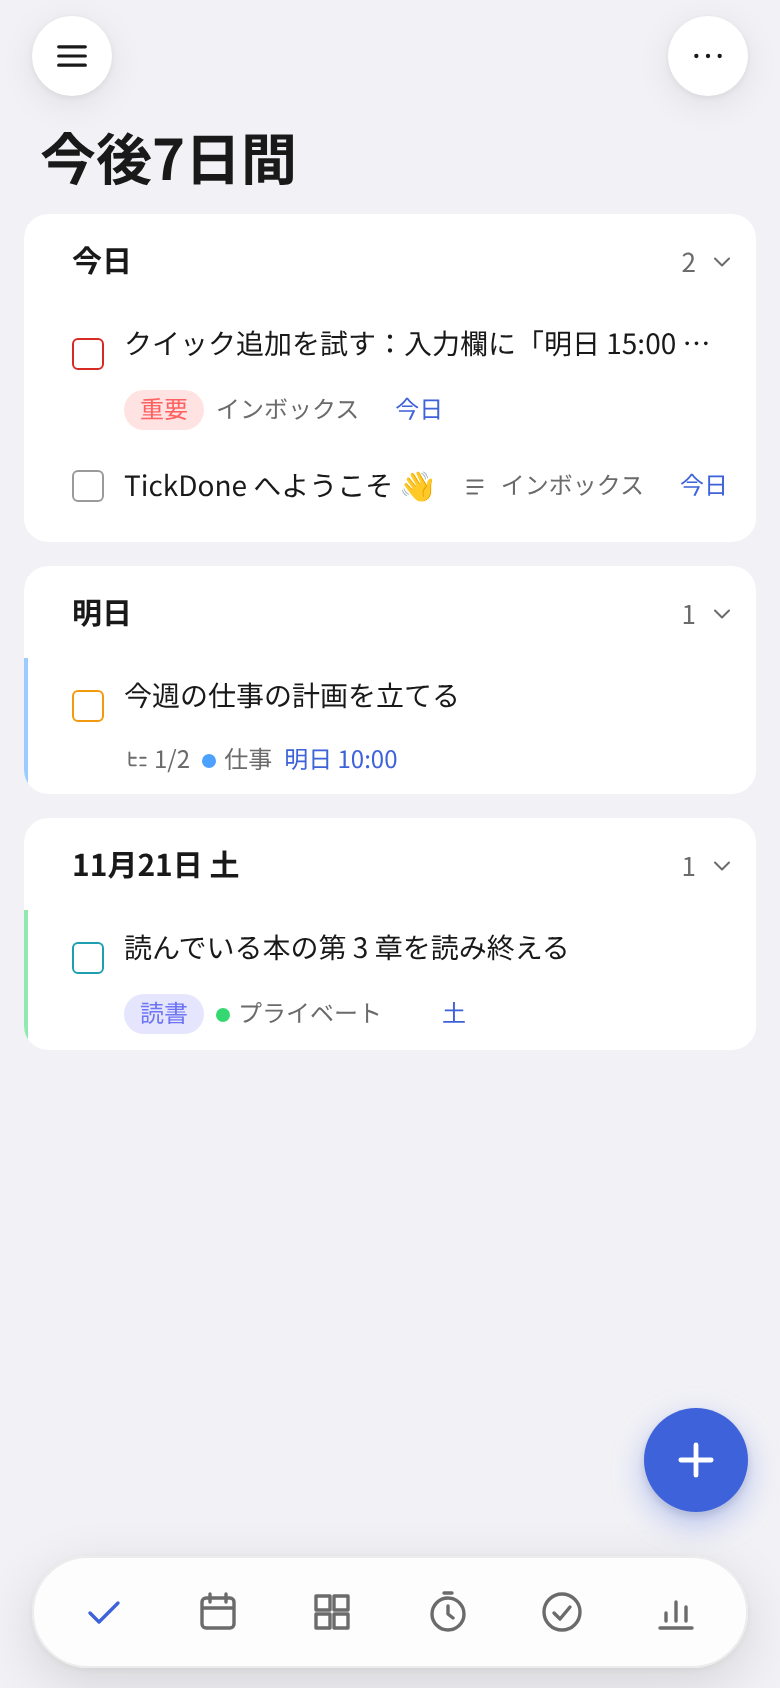 今後7日間
今日 2
クイック追加を試す：入力欄に「明日 15:00 …
重要 インボックス 今日
TickDone へようこそ 👋 インボックス 今日
明日 1
今週の仕事の計画を立てる
1/2 仕事 明日 10:00
11月21日 土 1
読んでいる本の第 3 章を読み終える
読書 プライベート 土